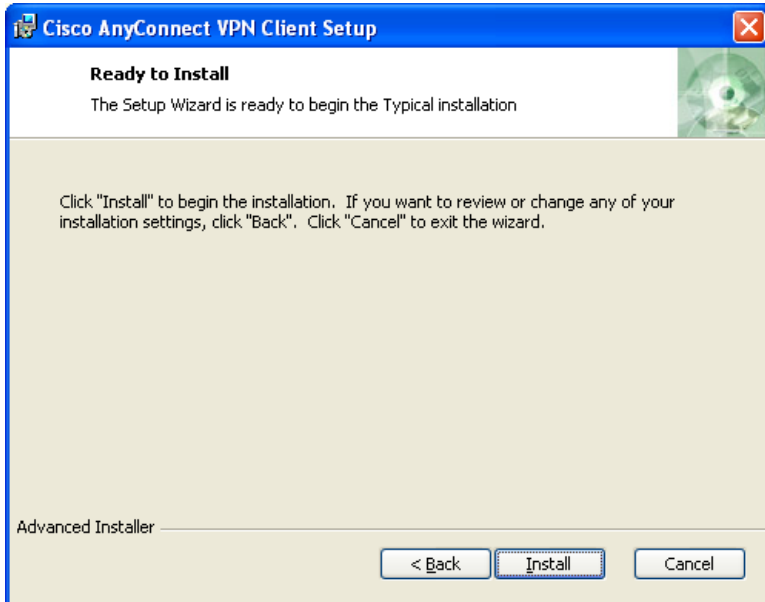 Cisco AnyConnect VPN Client Setup
Ready to Install
The Setup Wizard is ready to begin the Typical installation
Click "Install" to begin the installation.  If you want to review or change any of your
installation settings, click "Back".  Click "Cancel" to exit the wizard.
Advanced Installer
< Back
Install
Cancel